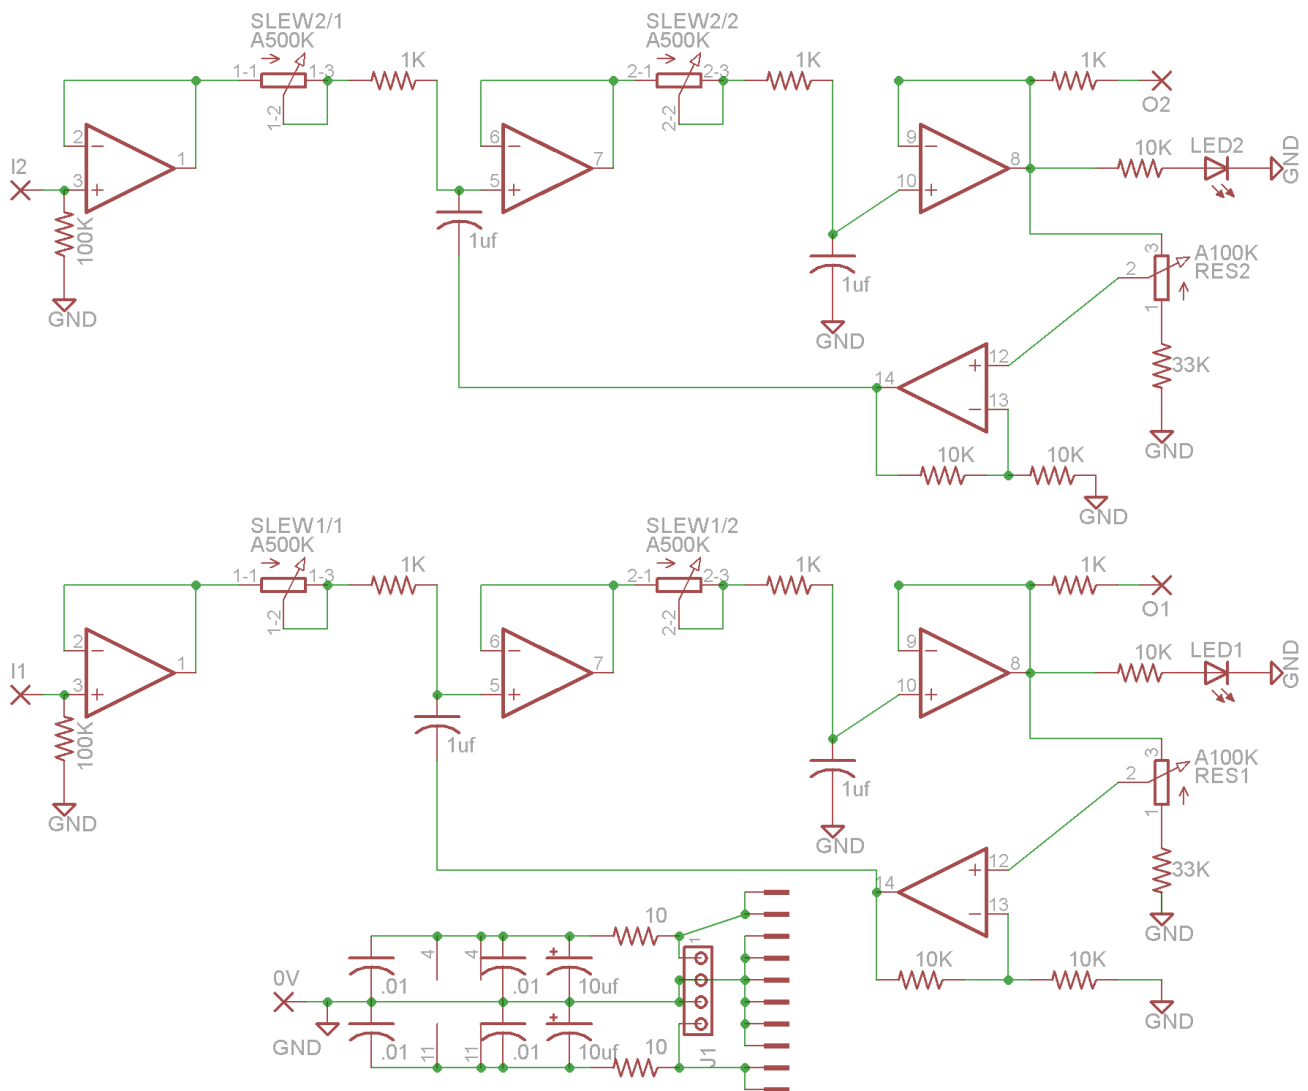 SLEW2/1
A500K
1-1
1-3
1-2
1K
SLEW2/2
A500K
2-1
2-3
2-2
1K
1K
O2
I2
2
3
1
100K
GND
6
5
7
1uf
9
10
8
10K
LED2
GND
1uf
GND
3
2
1
A100K
RES2
33K
GND
14
12
13
10K
10K
GND
SLEW1/1
A500K
1-1
1-3
1-2
1K
SLEW1/2
A500K
2-1
2-3
2-2
1K
1K
O1
I1
2
3
1
100K
GND
6
5
7
1uf
9
10
8
10K
LED1
GND
1uf
GND
3
2
1
A100K
RES1
33K
GND
14
12
13
10K
10K
GND
0V
GND
.01
4
4
.01
10uf
10
1
J1
.01
11
11
.01
10uf
10